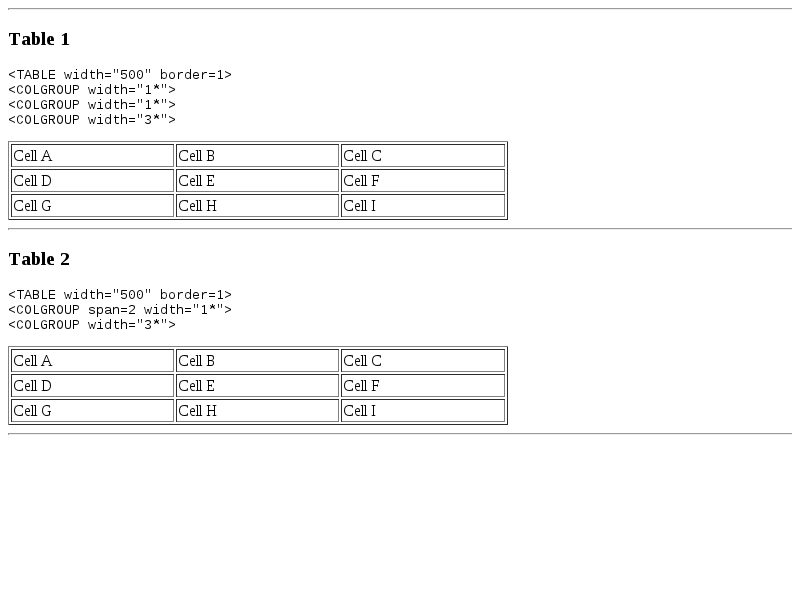 Table 1
<TABLE width="500" border=1>
<COLGROUP width="1*">
<COLGROUP width="1*">
<COLGROUP width="3*">
Cell A Cell B Cell C
Cell D Cell E Cell F
Cell G Cell H Cell I
Table 2
<TABLE width="500" border=1>
<COLGROUP span=2 width="1*">
<COLGROUP width="3*">
Cell A Cell B Cell C
Cell D Cell E Cell F
Cell G Cell H Cell I